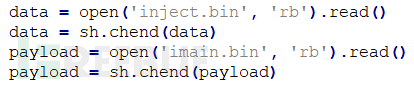 data = open('inject.bin', 'rb').read()
data = sh.chend(data)
payload = open('imain.bin', 'rb').read()
payload = sh.chend(payload)